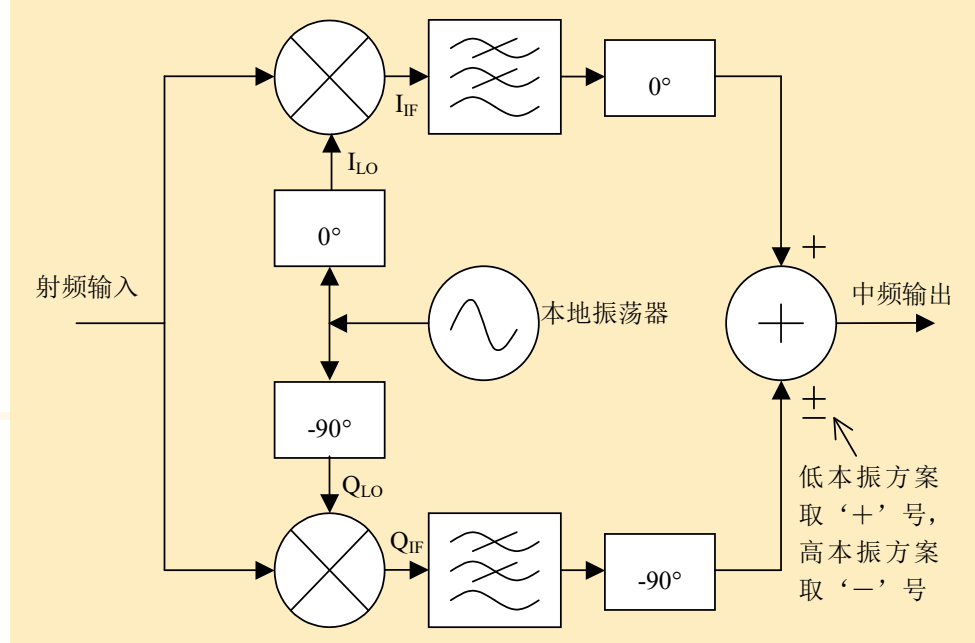 I_IF
0°
I_LO
0°
+
射频输入
本地振荡器
+
中频输出
-90°
±
Q_LO
低本振方案
取‘+’号,
高本振方案
取‘-’号
Q_IF
-90°